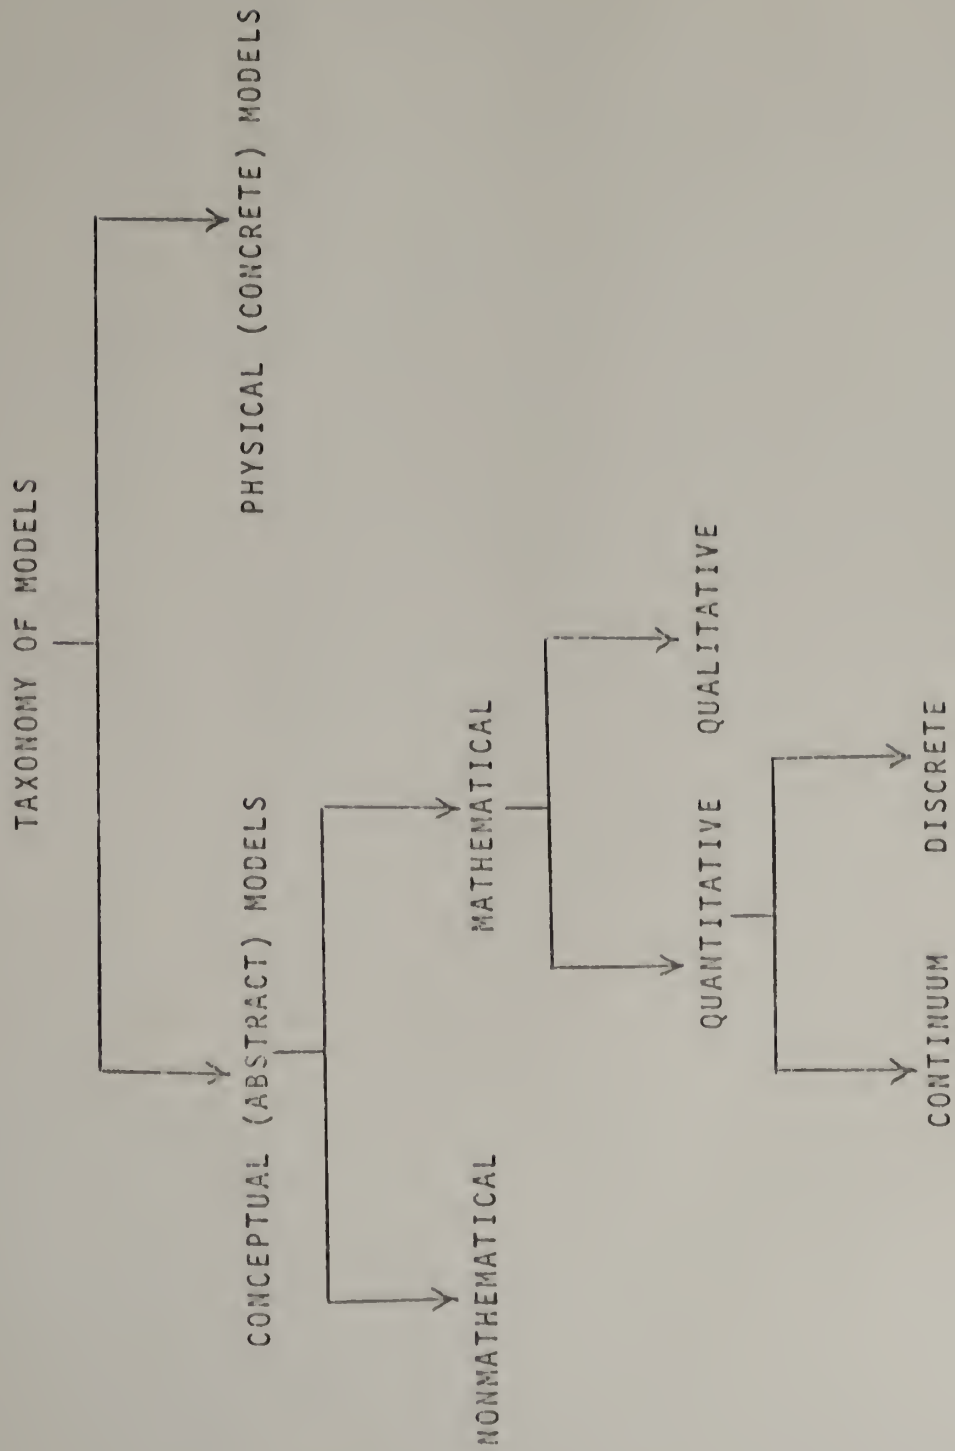 TAXONOMY OF MODELS
CONCEPTUAL (ABSTRACT) MODELS
PHYSICAL (CONCRETE) MODELS
NONMATHEMATICAL
MATHEMATICAL
QUANTITATIVE
QUALITATIVE
CONTINUUM
DISCRETE